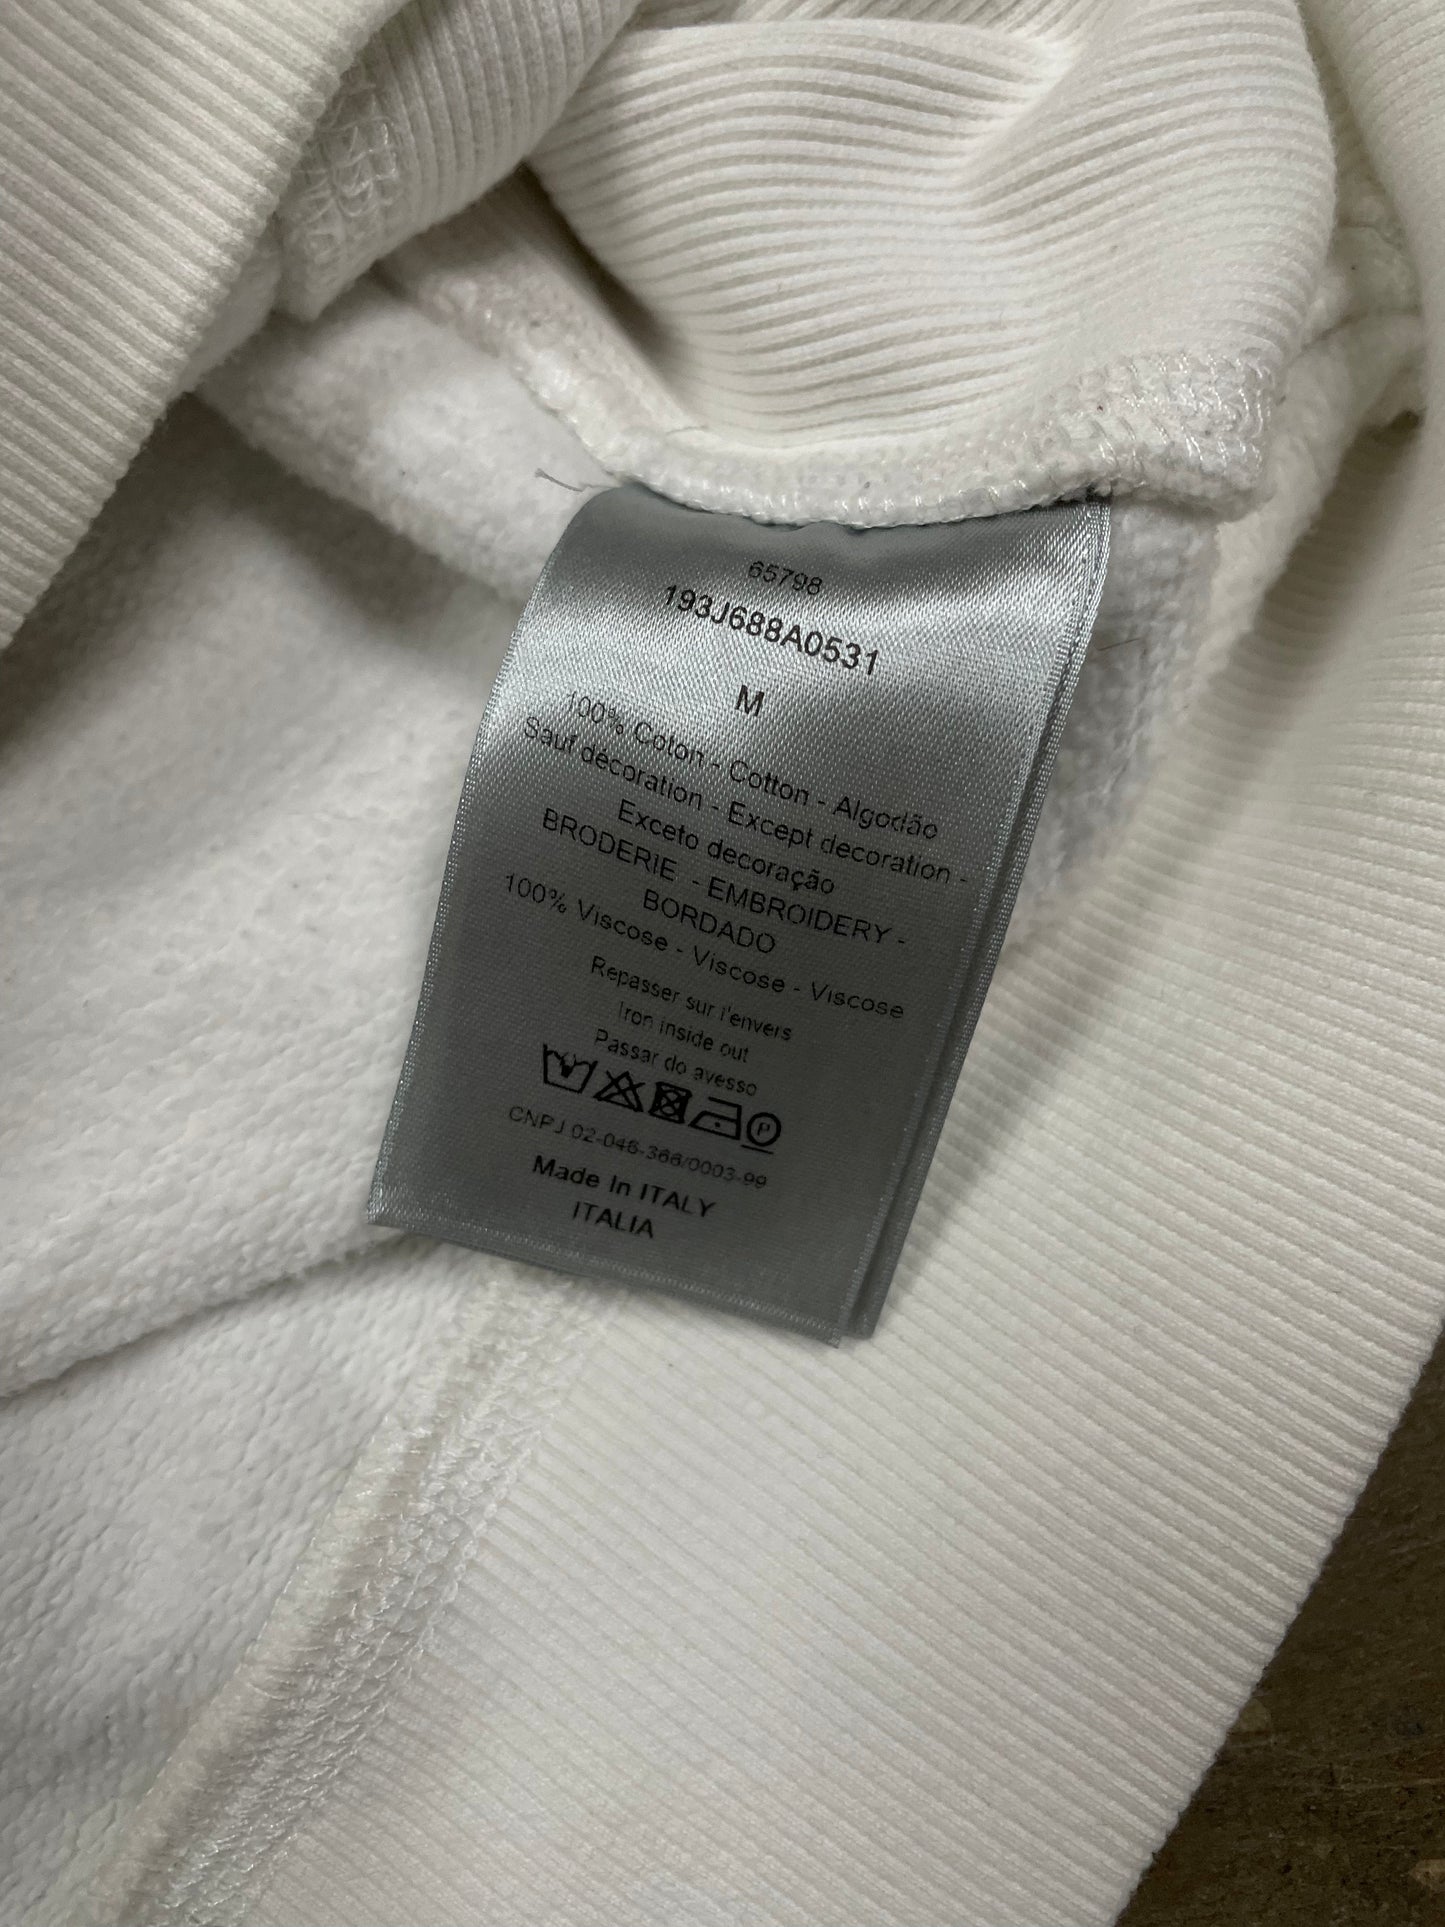 65798
193J688A0531
M
100% Coton - Cotton - Algodão
Sauf décoration - Except decoration -
Exceto decoração
BRODERIE - EMBROIDERY -
BORDADO
100% Viscose - Viscose - Viscose
Repasser sur l'envers
Iron inside out
Passar do avesso
P
CNPJ 02-046-366/0003-99
Made In ITALY
ITALIA